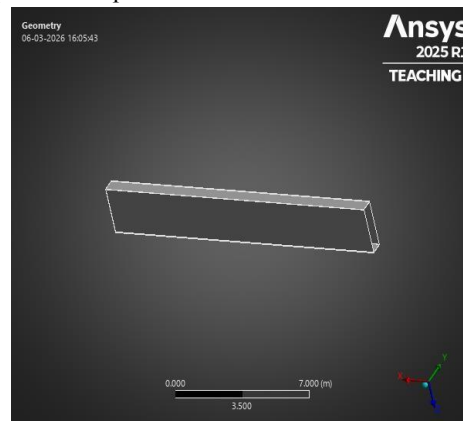 Geometry
06-03-2026 16:05:43
Ansys
2025 R
TEACHING
0.000
7.000 (m)
3.500
Y